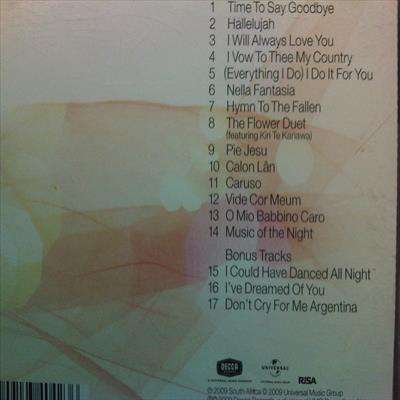 1 Time To Say Goodbye
2 Hallelujah
3 I Will Always Love You
4 I Vow To Thee My Country
5 (Everything I Do) I Do It For You
6 Nella Fantasia
7 Hymn To The Fallen
8 The Flower Duet
(featuring Kiri Te Kanawa)
9 Pie Jesu
10 Calon Lân
11 Caruso
12 Vide Cor Meum
13 O Mio Babbino Caro
14 Music of the Night
Bonus Tracks
15 I Could Have Danced All Night
16 I've Dreamed Of You
17 Don't Cry For Me Argentina
DECCA UNIVERSAL RiSA
℗ 2009 South Africa © 2009 Universal Music Group